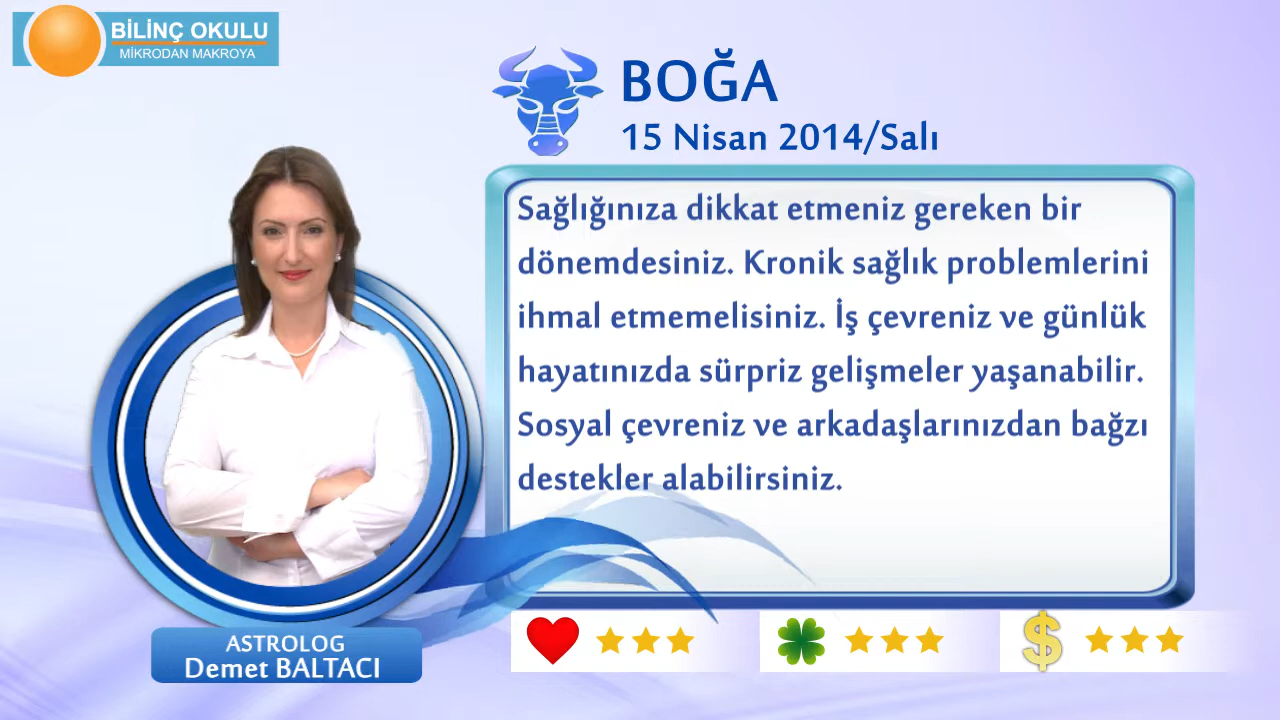 BİLİNÇ OKULU
MİKRODAN MAKROYA
BOĞA
15 Nisan 2014/Salı
Sağlığınıza dikkat etmeniz gereken bir
dönemdesiniz. Kronik sağlık problemlerini
ihmal etmemelisiniz. İş çevreniz ve günlük
hayatınızda sürpriz gelişmeler yaşanabilir.
Sosyal çevreniz ve arkadaşlarınızdan bağzı
destekler alabilirsiniz.
ASTROLOG
Demet BALTACI